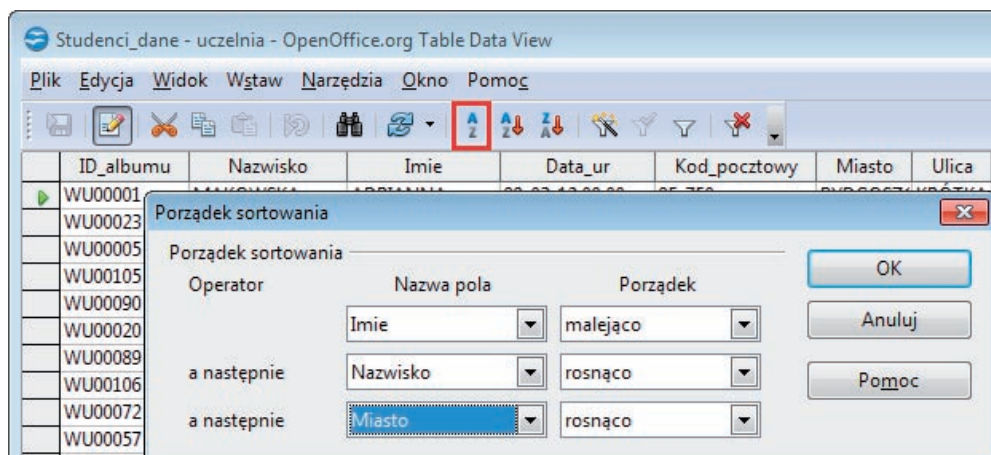 Studenci_dane - uczelnia - OpenOffice.org Table Data View
Plik Edycja Widok Wstaw Narzędzia Okno Pomoc
ID_albumu Nazwisko Imie Data_ur Kod_pocztowy Miasto Ulica
WU00001 MAKOWSKA ADRIANNA
WU00023
WU00005
WU00105
WU00090
WU00020
WU00089
WU00106
WU00072
WU00057
Porządek sortowania
Porządek sortowania
Operator Nazwa pola Porządek
Imie malejąco
a następnie Nazwisko rosnąco
a następnie Miasto rosnąco
OK
Anuluj
Pomoc